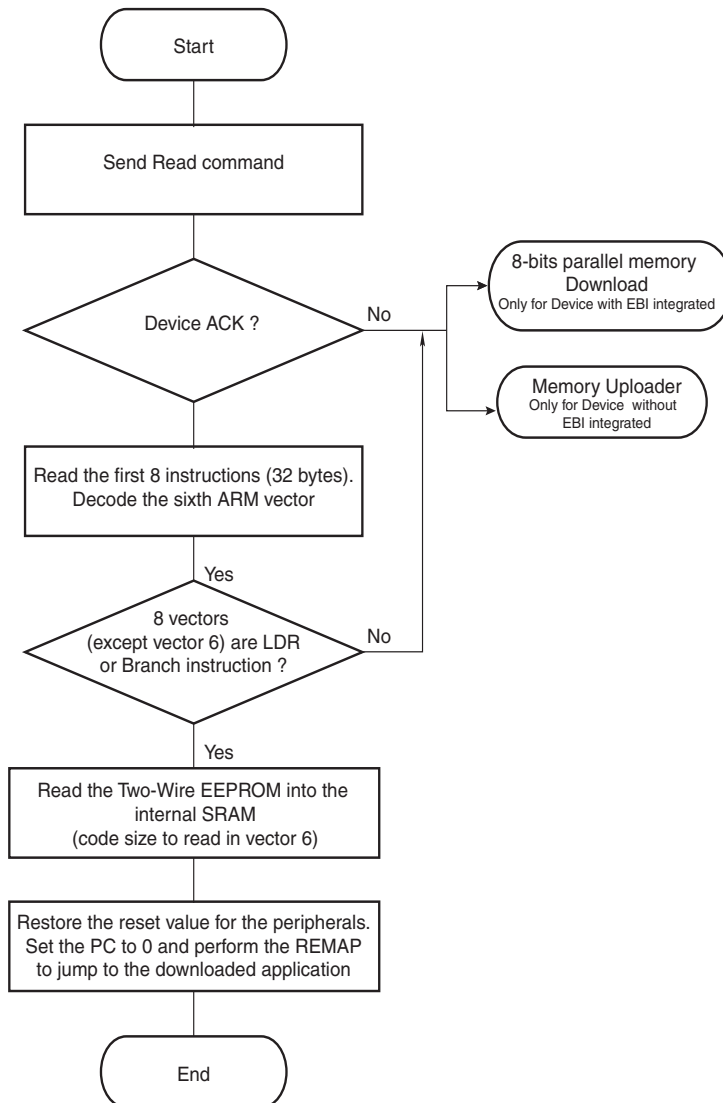 Start
Send Read command
Device ACK ?
No
8-bits parallel memory
Download
Only for Device with EBI integrated
Memory Uploader
Only for Device without
EBI integrated
Read the first 8 instructions (32 bytes).
Decode the sixth ARM vector
Yes
8 vectors
(except vector 6) are LDR
or Branch instruction ?
No
Yes
Read the Two-Wire EEPROM into the
internal SRAM
(code size to read in vector 6)
Restore the reset value for the peripherals.
Set the PC to 0 and perform the REMAP
to jump to the downloaded application
End